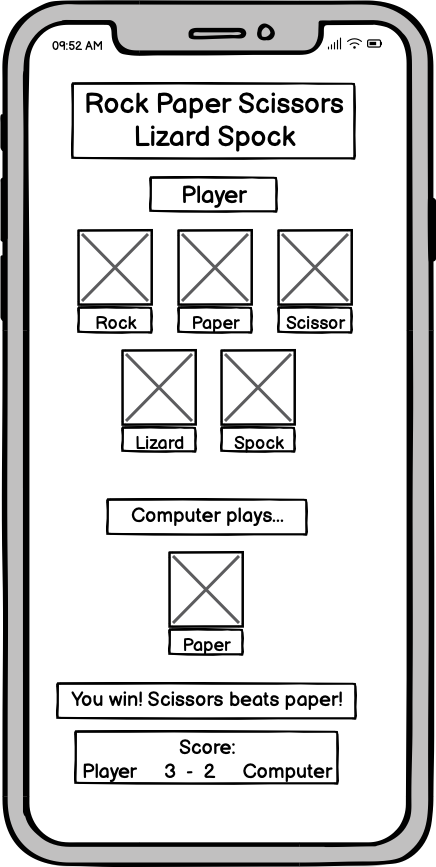 09:52 AM
Rock Paper Scissors
Lizard Spock
Player
Rock Paper Scissor
Lizard Spock
Computer plays...
Paper
You win! Scissors beats paper!
Score:
Player 3 - 2 Computer